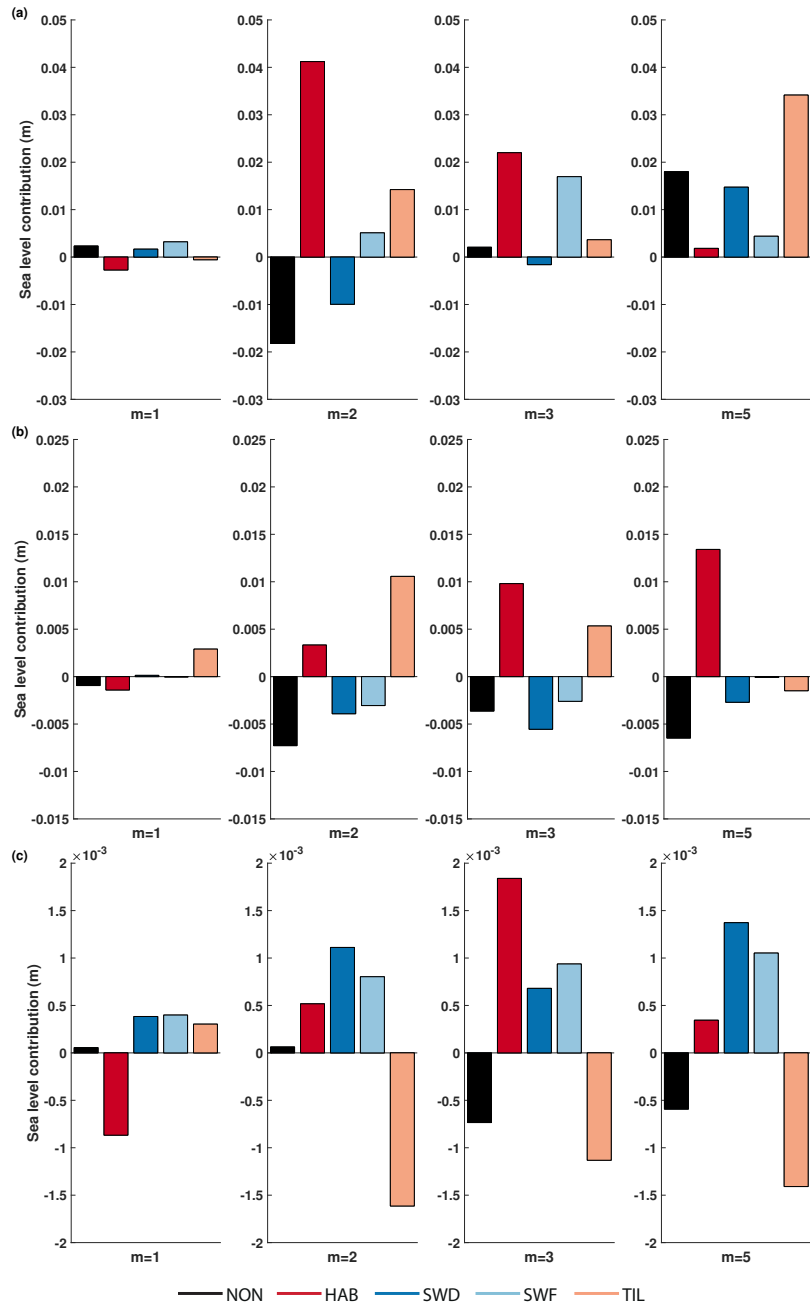 (a)
Sea level contribution (m)
0.05 0.05 0.05 0.05
0.04 0.04 0.04 0.04
0.03 0.03 0.03 0.03
0.02 0.02 0.02 0.02
0.01 0.01 0.01 0.01
0 0 0 0
-0.01 -0.01 -0.01 -0.01
-0.02 -0.02 -0.02 -0.02
-0.03 -0.03 -0.03 -0.03
m=1 m=2 m=3 m=5
(b)
Sea level contribution (m)
0.025 0.025 0.025 0.025
0.02 0.02 0.02 0.02
0.015 0.015 0.015 0.015
0.01 0.01 0.01 0.01
0.005 0.005 0.005 0.005
0 0 0 0
-0.005 -0.005 -0.005 -0.005
-0.01 -0.01 -0.01 -0.01
-0.015 -0.015 -0.015 -0.015
m=1 m=2 m=3 m=5
(c)
Sea level contribution (m)
×10⁻³ ×10⁻³ ×10⁻³ ×10⁻³
2 2 2 2
1.5 1.5 1.5 1.5
1 1 1 1
0.5 0.5 0.5 0.5
0 0 0 0
-0.5 -0.5 -0.5 -0.5
-1 -1 -1 -1
-1.5 -1.5 -1.5 -1.5
-2 -2 -2 -2
m=1 m=2 m=3 m=5
NON HAB SWD SWF TIL